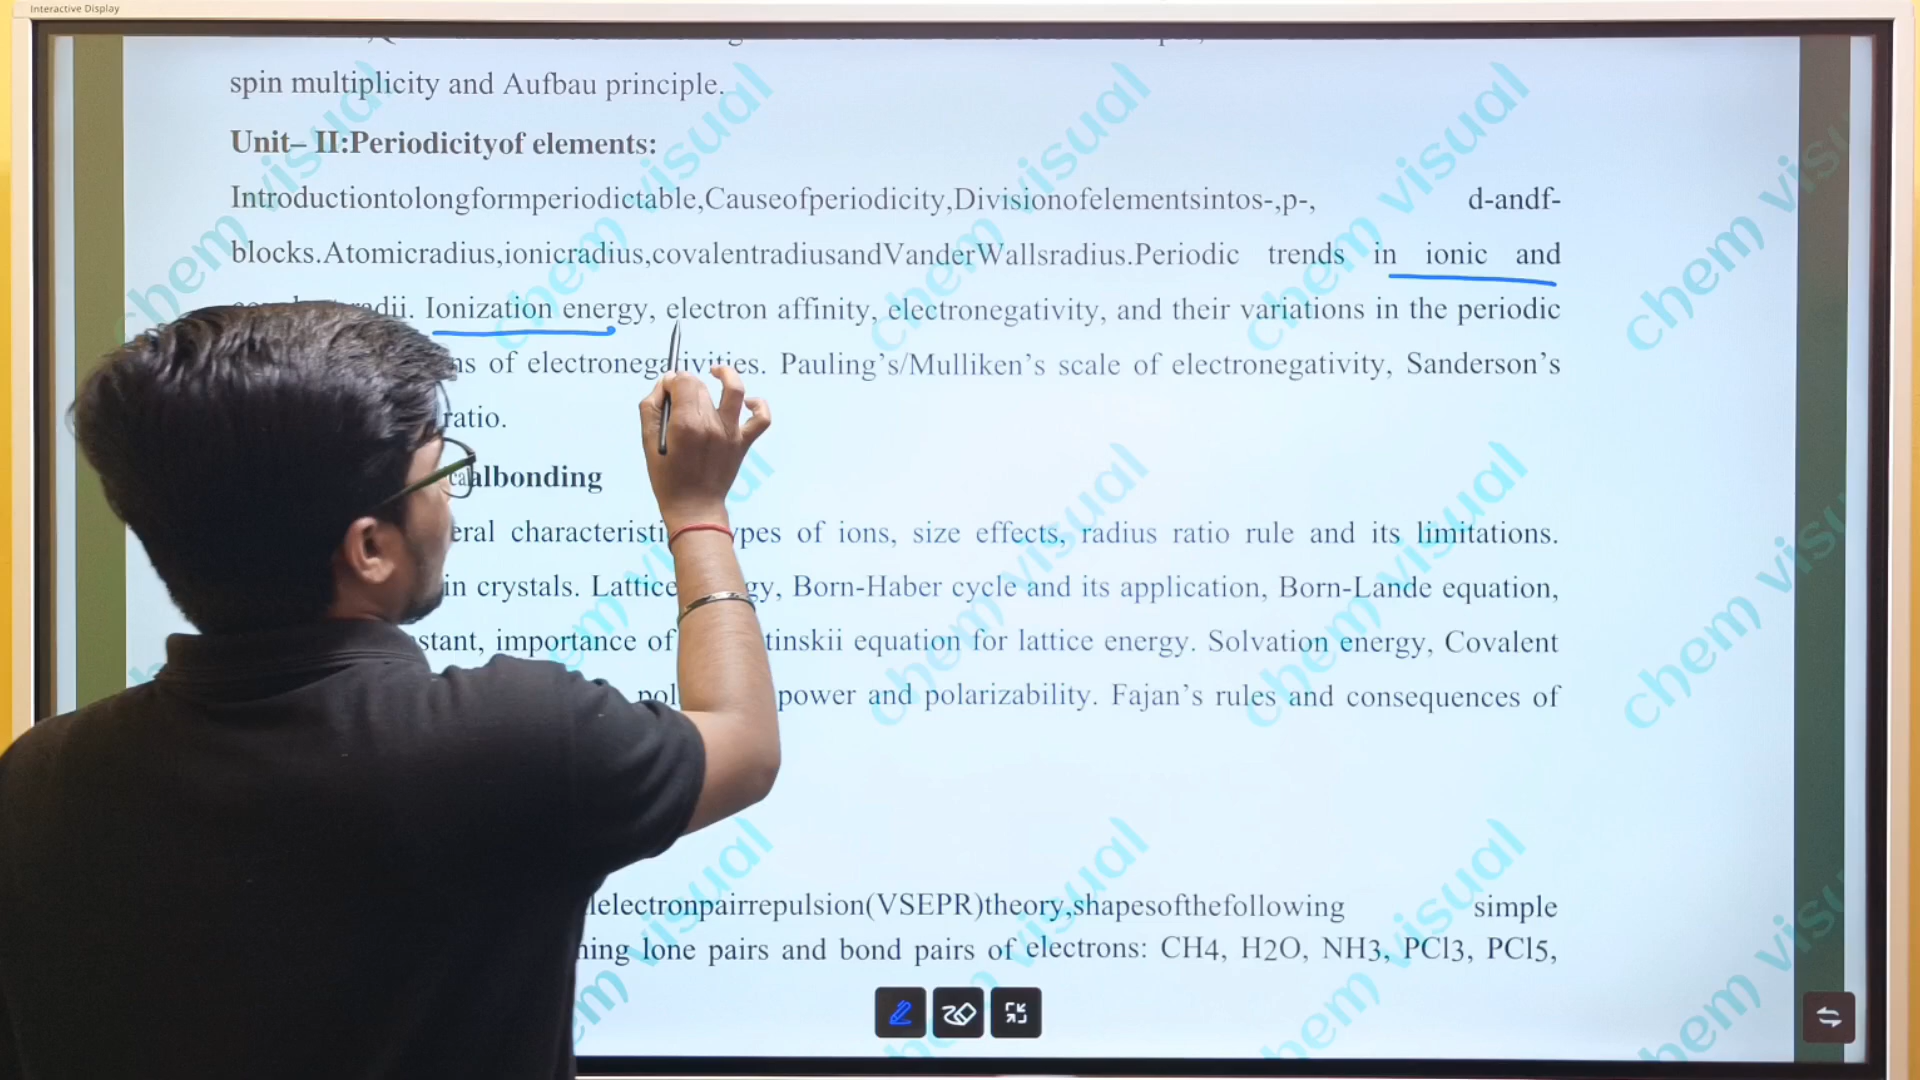 Interactive Display
spin multiplicity and Aufbau principle.
Unit– II:Periodicityof elements:
Introductiontolongformperiodictable,Causeofperiodicity,Divisionofelementsintos-,p-, d-andf-
blocks.Atomicradius,ionicradius,covalentradiusandVanderWallsradius.Periodic trends in ionic and
Ionization energy, electron affinity, electronegativity, and their variations in the periodic
of electronegativities. Pauling’s/Mulliken’s scale of electronegativity, Sanderson’s
ratio.
albonding
eral characteristi ypes of ions, size effects, radius ratio rule and its limitations.
in crystals. Lattice gy, Born-Haber cycle and its application, Born-Lande equation,
stant, importance of tinskii equation for lattice energy. Solvation energy, Covalent
pol power and polarizability. Fajan’s rules and consequences of
lelectronpairrepulsion(VSEPR)theory,shapesofthefollowing simple
ning lone pairs and bond pairs of electrons: CH4, H2O, NH3, PCl3, PCl5,
chem visual